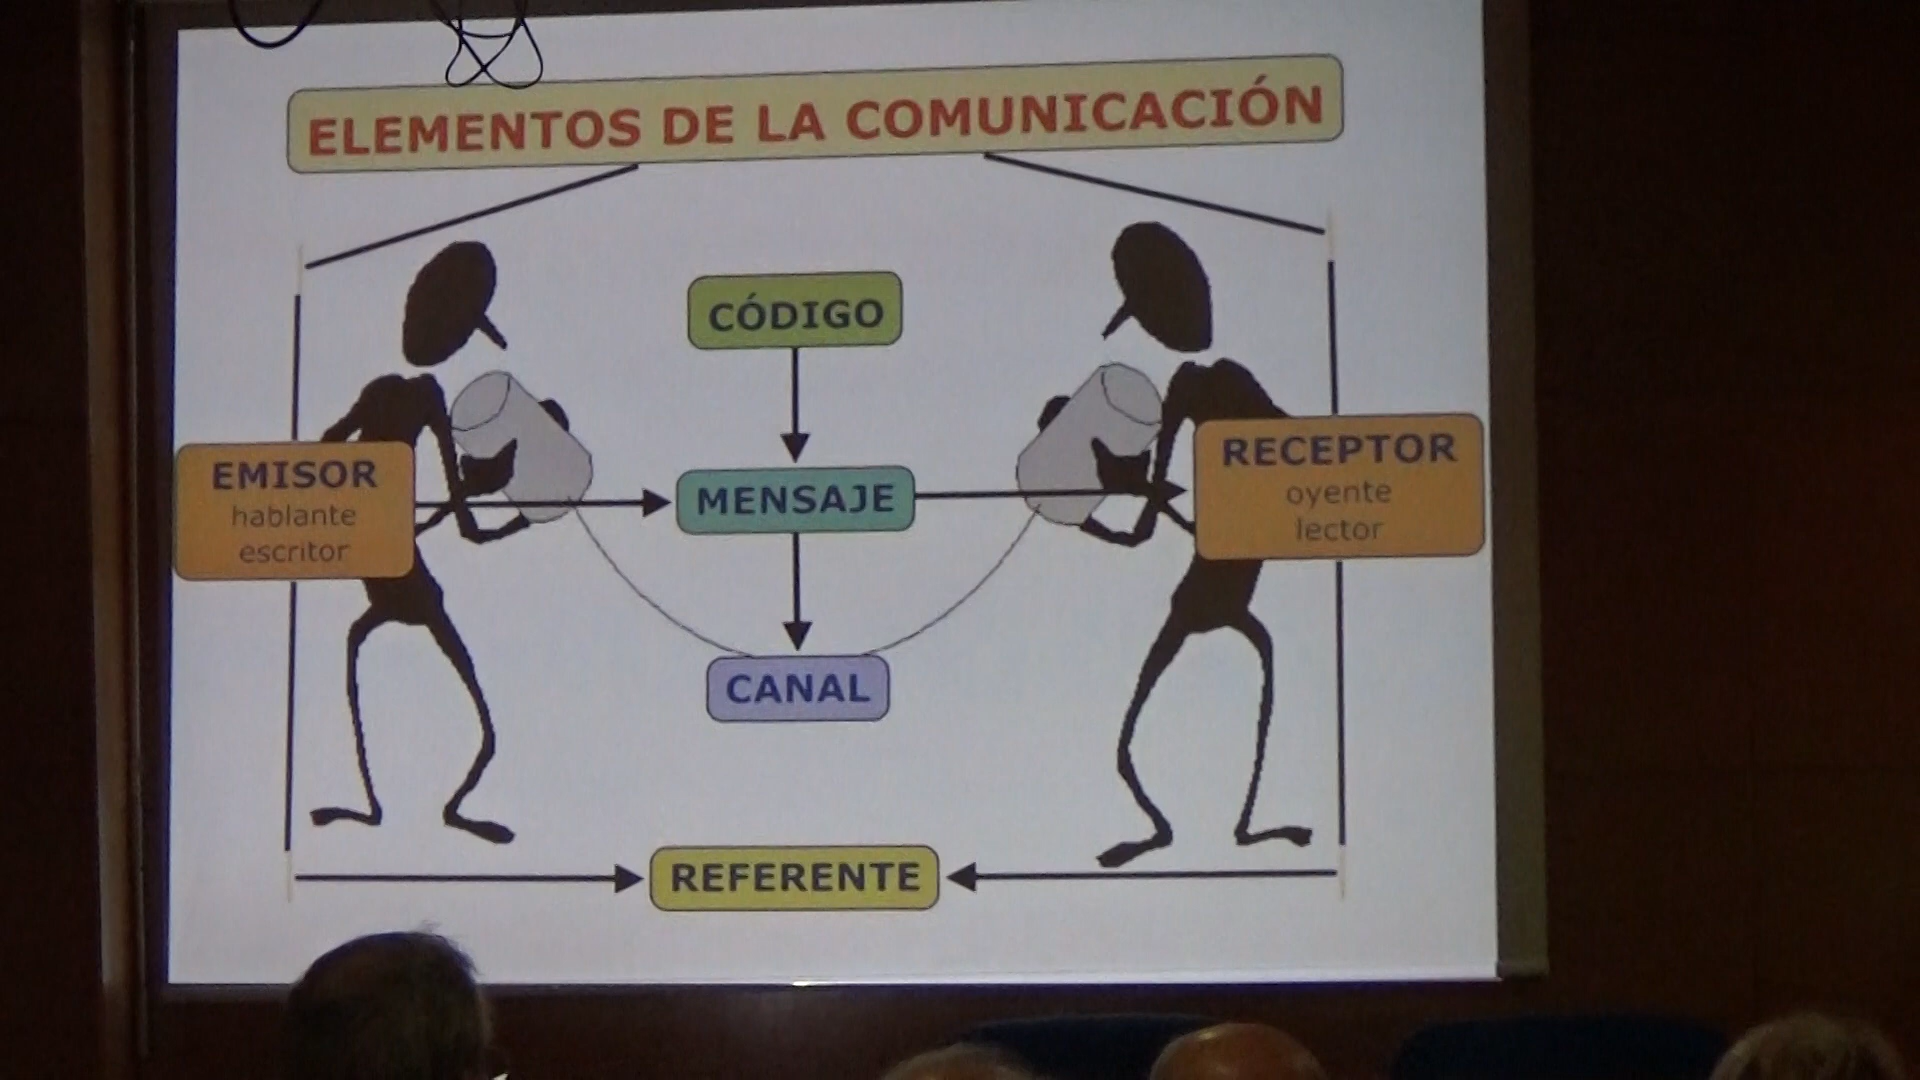 ELEMENTOS DE LA COMUNICACIÓN
CÓDIGO
EMISOR
hablante
escritor
MENSAJE
RECEPTOR
oyente
lector
CANAL
REFERENTE